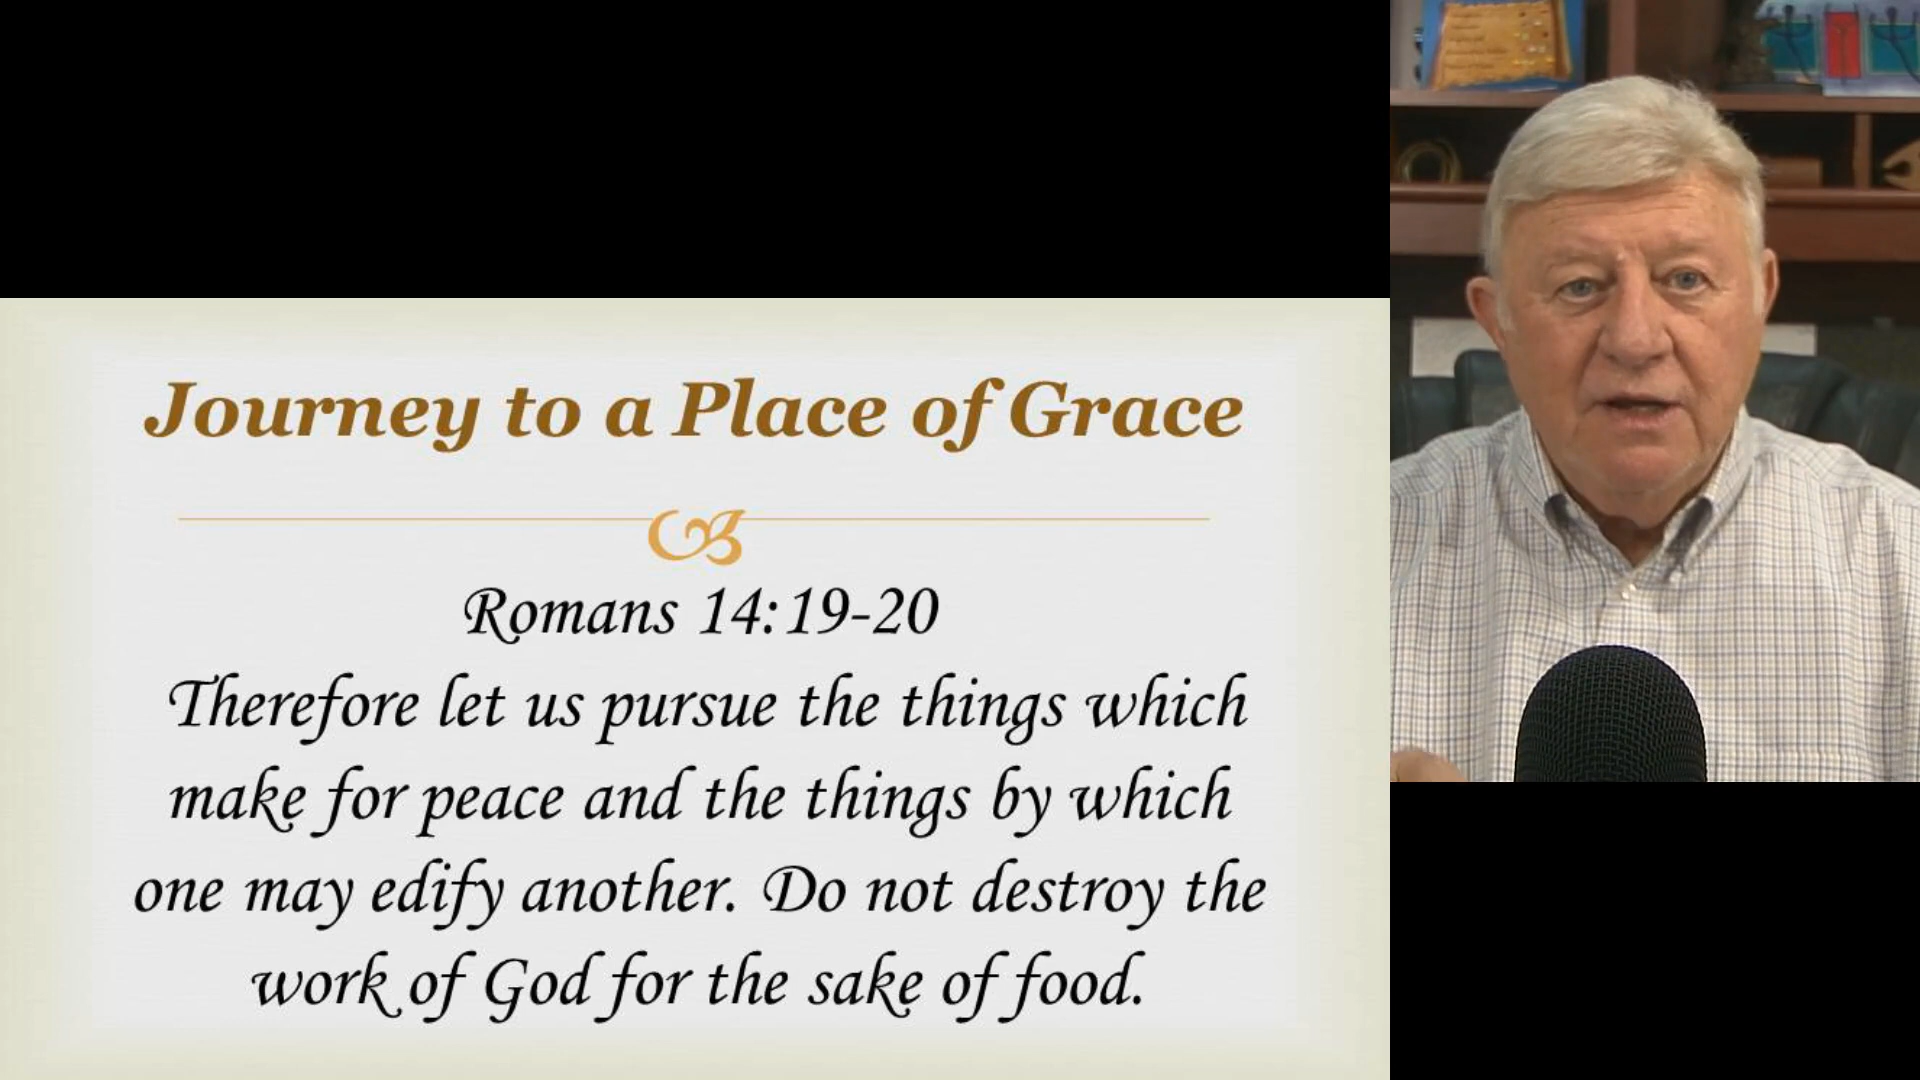 Journey to a Place of Grace
Romans 14:19-20
Therefore let us pursue the things which
make for peace and the things by which
one may edify another. Do not destroy the
work of God for the sake of food.